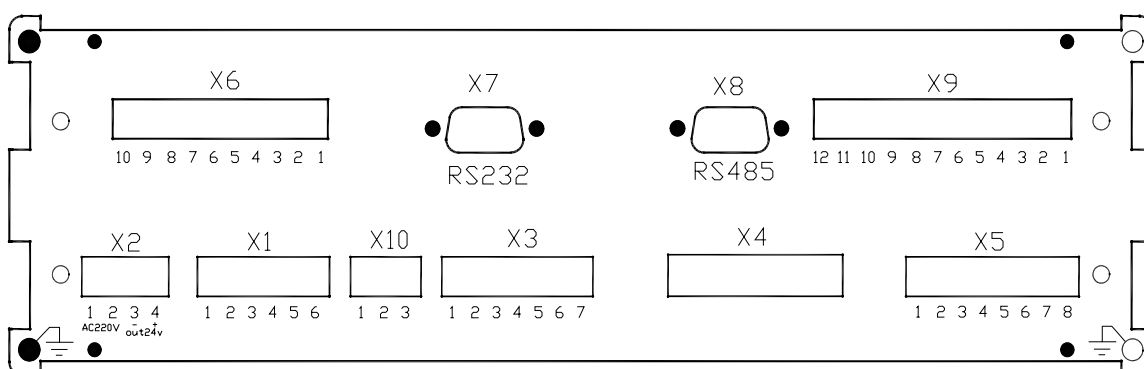 X6 X7 X8 X9
10 9 8 7 6 5 4 3 2 1
12 11 10 9 8 7 6 5 4 3 2 1
RS232 RS485
X2 X1 X10 X3 X4 X5
1 2 3 4
1 2 3 4 5 6
1 2 3
1 2 3 4 5 6 7
1 2 3 4 5 6 7 8
AC220V - +
out24v